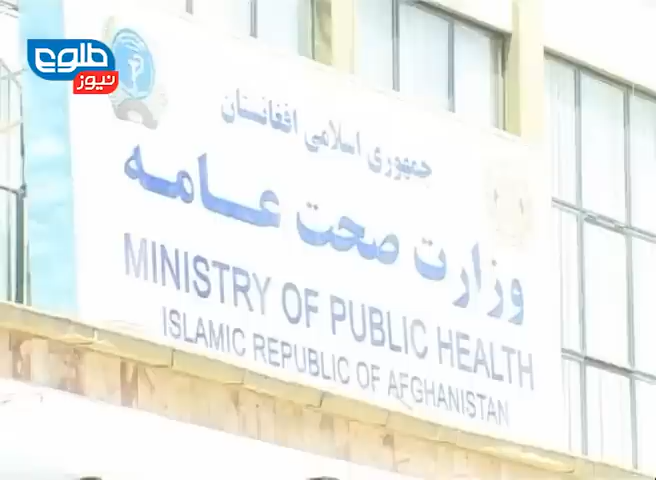 طلوع
نیوز
جمهوری اسلامی افغانستان
وزارت صحت عامه
MINISTRY OF PUBLIC HEALTH
ISLAMIC REPUBLIC OF AFGHANISTAN